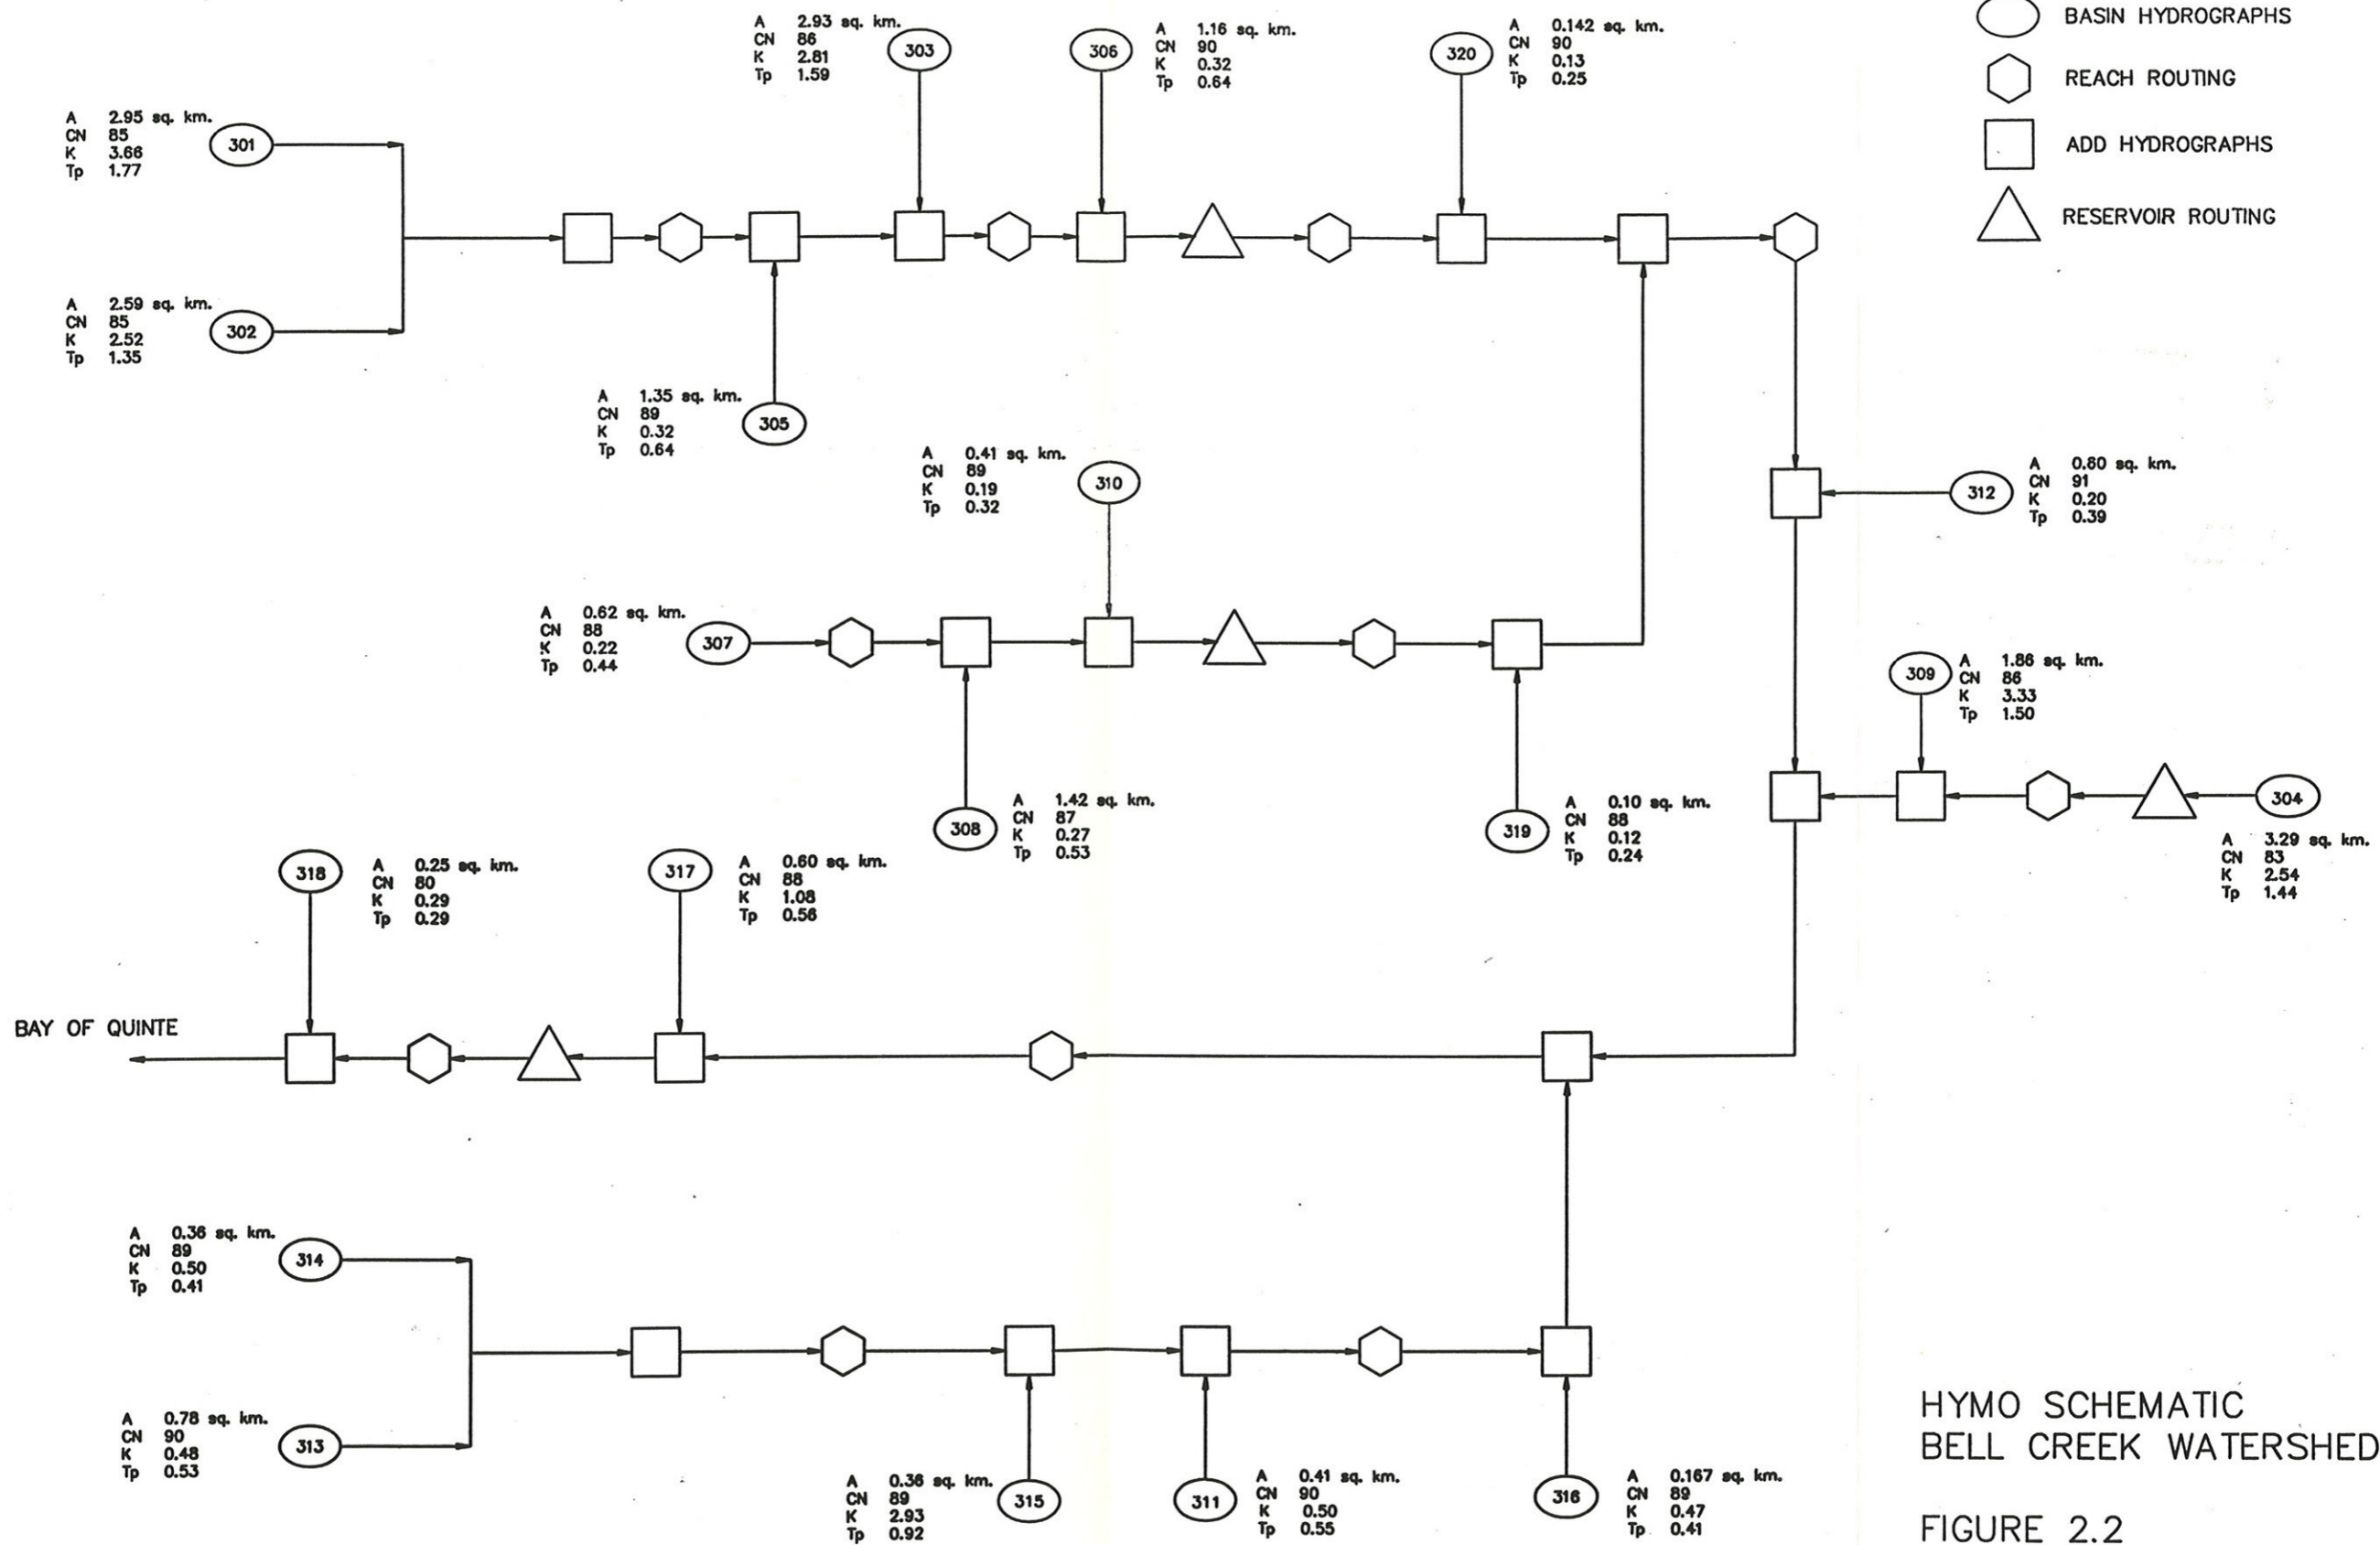 BASIN HYDROGRAPHS
REACH ROUTING
ADD HYDROGRAPHS
RESERVOIR ROUTING
A 2.93 sq. km.
CN 86
K 2.81
Tp 1.59
303
306
A 1.16 sq. km.
CN 90
K 0.32
Tp 0.64
320
A 0.142 sq. km.
CN 90
K 0.13
Tp 0.25
A 2.95 sq. km.
CN 85
K 3.66
Tp 1.77
301
A 2.59 sq. km.
CN 85
K 2.52
Tp 1.35
302
A 1.35 sq. km.
CN 89
K 0.32
Tp 0.64
305
A 0.41 sq. km.
CN 89
K 0.19
Tp 0.32
310
312
A 0.80 sq. km.
CN 91
K 0.20
Tp 0.39
A 0.62 sq. km.
CN 88
K 0.22
Tp 0.44
307
309
A 1.86 sq. km.
CN 86
K 3.33
Tp 1.50
308
A 1.42 sq. km.
CN 87
K 0.27
Tp 0.53
319
A 0.10 sq. km.
CN 88
K 0.12
Tp 0.24
304
A 3.29 sq. km.
CN 83
K 2.54
Tp 1.44
318
A 0.25 sq. km.
CN 80
K 0.29
Tp 0.29
317
A 0.60 sq. km.
CN 88
K 1.08
Tp 0.56
BAY OF QUINTE
A 0.36 sq. km.
CN 89
K 0.50
Tp 0.41
314
A 0.78 sq. km.
CN 90
K 0.48
Tp 0.53
313
A 0.36 sq. km.
CN 89
K 2.93
Tp 0.92
315
311
A 0.41 sq. km.
CN 90
K 0.50
Tp 0.55
316
A 0.167 sq. km.
CN 89
K 0.47
Tp 0.41
HYMO SCHEMATIC
BELL CREEK WATERSHED
FIGURE 2.2